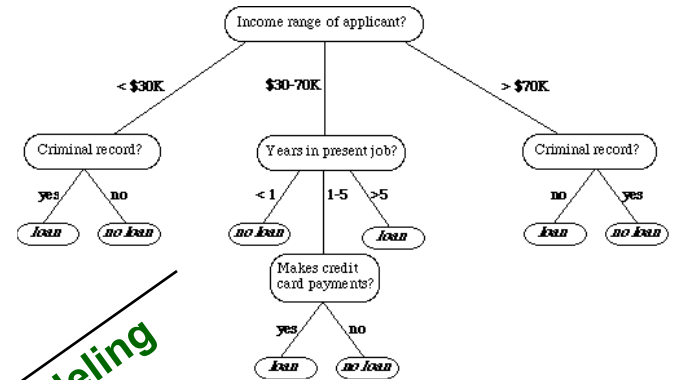 Income range of applicant?
< $30K
$30-70K
> $70K
Criminal record?
Years in present job?
Criminal record?
yes
no
< 1
1-5
>5
no
yes
loan
no loan
no loan
loan
loan
no loan
Makes credit
card payments?
yes
no
loan
no loan